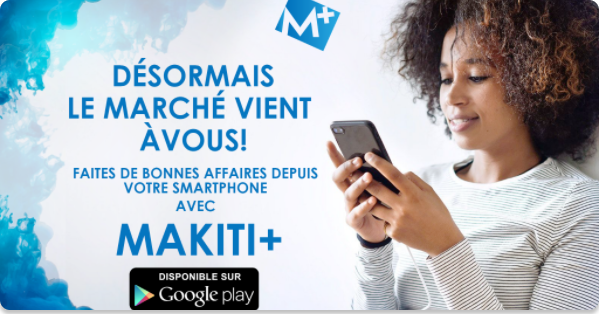 M+
DÉSORMAIS
LE MARCHÉ VIENT
ÀVOUS!
FAITES DE BONNES AFFAIRES DEPUIS
VOTRE SMARTPHONE
AVEC
MAKITI+
DISPONIBLE SUR
Google play